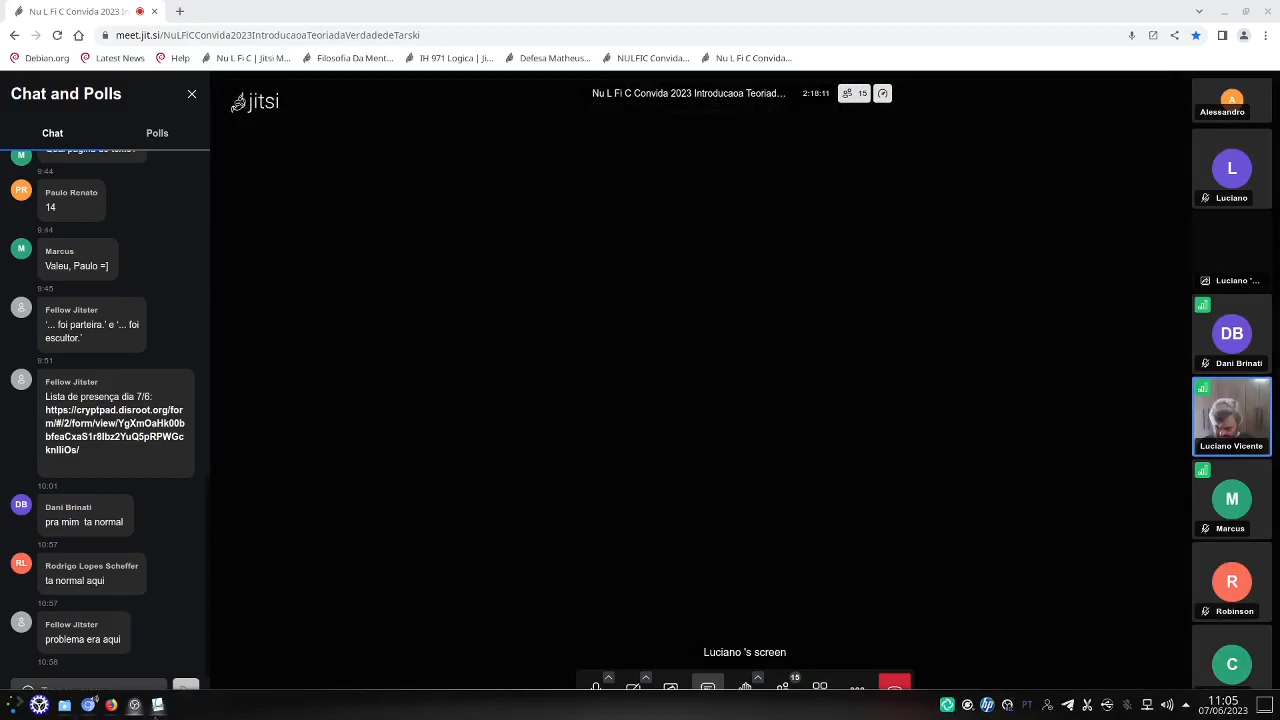 Nu L Fi C Convida 2023 In
meet.jit.si/NuLFiCConvida2023IntroducaoaTeoriadaVerdadedeTarski
Debian.org
Latest News
Help
Nu L Fi C | Jitsi M...
Filosofia Da Ment...
IH 971 Logica | Ji...
Defesa Matheus...
NULFIC Convida...
Nu L Fi C Convida...
Chat and Polls
Chat
Polls
M
9:44
PR
Paulo Renato
14
9:44
M
Marcus
Valeu, Paulo =]
9:45
Fellow Jitster
'... foi parteira.' e '... foi
escultor.'
9:51
Fellow Jitster
Lista de presença dia 7/6:
https://cryptpad.disroot.org/for
m/#/2/form/view/YgXmOaHk00b
bfeaCxaS1r8Ibz2YuQ5pRPWGc
knlIiOs/
10:01
DB
Dani Brinati
pra mim ta normal
10:57
RL
Rodrigo Lopes Scheffer
ta normal aqui
10:57
Fellow Jitster
problema era aqui
10:58
jitsi
Nu L Fi C Convida 2023 Introducaoa Teoriad...
2:18:11
15
Luciano 's screen
15
A
Alessandro
L
Luciano
Luciano '...
DB
Dani Brinati
Luciano VIcente
M
Marcus
R
Robinson
C
PT
11:05
07/06/2023